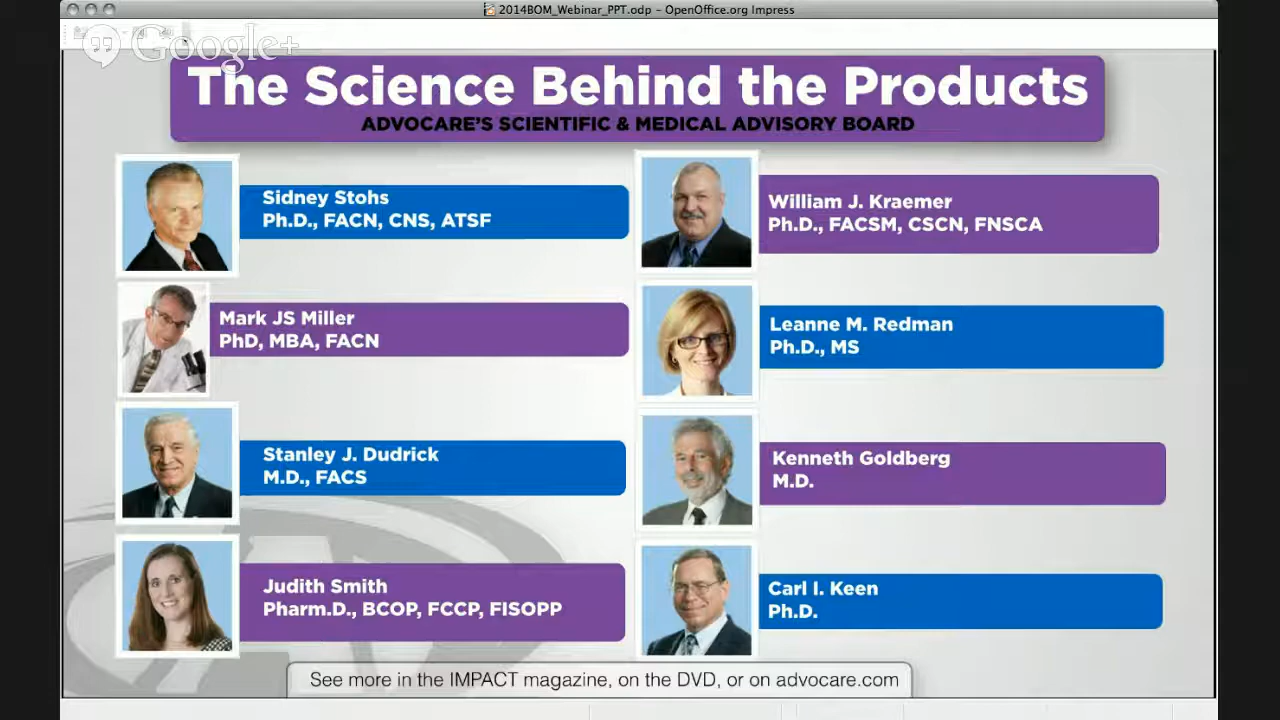 2014BOM_Webinar_PPT.odp - OpenOffice.org Impress
Google+
The Science Behind the Products
ADVOCARE'S SCIENTIFIC & MEDICAL ADVISORY BOARD
Sidney Stohs
Ph.D., FACN, CNS, ATSF
William J. Kraemer
Ph.D., FACSM, CSCN, FNSCA
Mark JS Miller
PhD, MBA, FACN
Leanne M. Redman
Ph.D., MS
Stanley J. Dudrick
M.D., FACS
Kenneth Goldberg
M.D.
Judith Smith
Pharm.D., BCOP, FCCP, FISOPP
Carl I. Keen
Ph.D.
See more in the IMPACT magazine, on the DVD, or on advocare.com